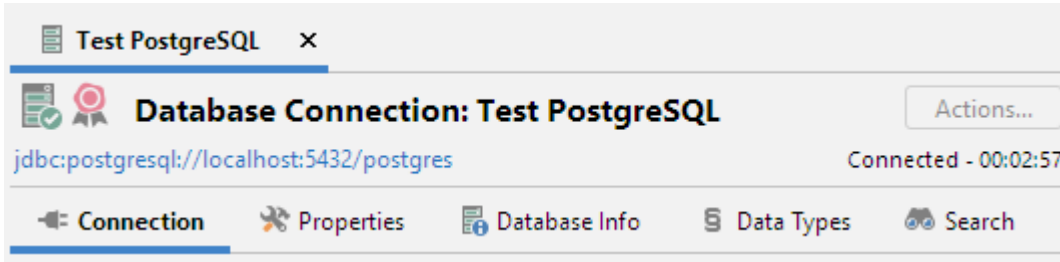 Test PostgreSQL ×
Database Connection: Test PostgreSQL Actions...
jdbc:postgresql://localhost:5432/postgres Connected - 00:02:57
Connection Properties Database Info § Data Types Search